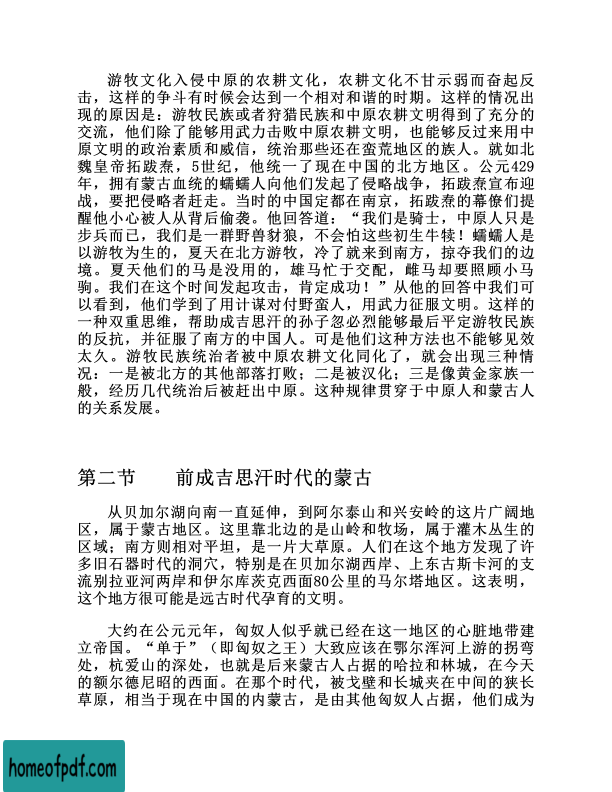 游牧文化入侵中原的农耕文化，农耕文化不甘示弱而奋起反
击，这样的争斗有时候会达到一个相对和谐的时期。这样的情况出
现的原因是：游牧民族或者狩猎民族和中原农耕文明得到了充分的
交流，他们除了能够用武力击败中原农耕文明，也能够反过来用中
原文明的政治素质和威信，统治那些还在蛮荒地区的族人。就如北
魏皇帝拓跋焘，5世纪，他统一了现在中国的北方地区。公元429
年，拥有蒙古血统的蠕蠕人向他们发起了侵略战争，拓跋焘宣布迎
战，要把侵略者赶走。当时的中国定都在南京，拓跋焘的幕僚们提
醒他小心被人从背后偷袭。他回答道：“我们是骑士，中原人只是
步兵而已，我们是一群野兽豺狼，不会怕这些初生牛犊！蠕蠕人是
以游牧为生的，夏天在北方游牧，冷了就来到南方，掠夺我们的边
境。夏天他们的马是没用的，雄马忙于交配，雌马却要照顾小马
驹。我们在这个时间发起攻击，肯定成功！”从他的回答中我们可
以看到，他们学到了用计谋对付野蛮人，用武力征服文明。这样的
一种双重思维，帮助成吉思汗的孙子忽必烈能够最后平定游牧民族
的反抗，并征服了南方的中国人。可是他们这种方法也不能够见效
太久。游牧民族统治者被中原农耕文化同化了，就会出现三种情
况：一是被北方的其他部落打败；二是被汉化；三是像黄金家族一
般，经历几代统治后被赶出中原。这种规律贯穿于中原人和蒙古人
的关系发展。
第二节　　前成吉思汗时代的蒙古
从贝加尔湖向南一直延伸，到阿尔泰山和兴安岭的这片广阔地
区，属于蒙古地区。这里靠北边的是山岭和牧场，属于灌木丛生的
区域；南方则相对平坦，是一片大草原。人们在这个地方发现了许
多旧石器时代的洞穴，特别是在贝加尔湖西岸、上东古斯卡河的支
流别拉亚河两岸和伊尔库茨克西面80公里的马尔塔地区。这表明，
这个地方很可能是远古时代孕育的文明。
大约在公元元年，匈奴人似乎就已经在这一地区的心脏地带建
立帝国。“单于”（即匈奴之王）大致应该在鄂尔浑河上游的拐弯
处，杭爱山的深处，也就是后来蒙古人占据的哈拉和林城，在今天
的额尔德尼昭的西面。在那个时代，被戈壁和长城夹在中间的狭长
草原，相当于现在中国的内蒙古，是由其他匈奴人占据，他们成为
homeofpdf.com